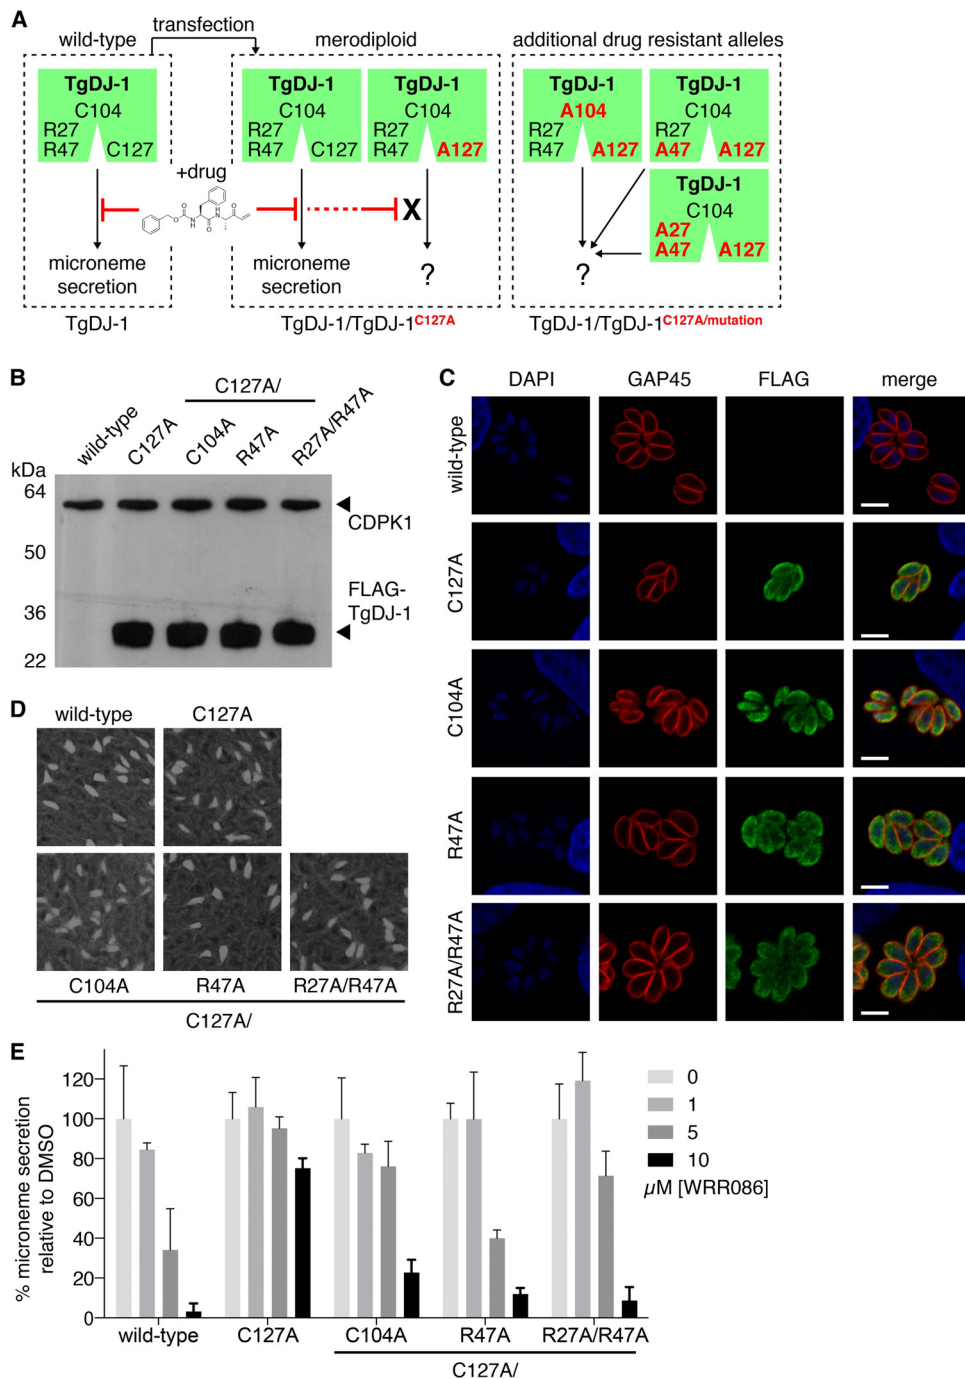 A
transfection
wild-type
merodiploid
additional drug resistant alleles
TgDJ-1
C104
R27
R47 C127
TgDJ-1
C104
R27
R47 C127
TgDJ-1
C104
R27
R47 A127
TgDJ-1
A104
R27
R47 A127
TgDJ-1
C104
R27
A47 A127
TgDJ-1
C104
A27
A47 A127
+drug
O
O
N
H
O
H
N
O
X
microneme
secretion
microneme
secretion
?
?
TgDJ-1
TgDJ-1/TgDJ-1C127A
TgDJ-1/TgDJ-1C127A/mutation
B
C127A/
wild-type
C127A
C104A
R47A
R27A/R47A
kDa
64
50
36
22
CDPK1
FLAG-
TgDJ-1
C
DAPI GAP45 FLAG merge
wild-type
C127A
C104A
R47A
R27A/R47A
D
wild-type C127A
C104A R47A R27A/R47A
C127A/
E
% microneme secretion
relative to DMSO
120
100
80
60
40
20
0
wild-type C127A C104A R47A R27A/R47A
C127A/
0
1
5
10
µM [WRR086]